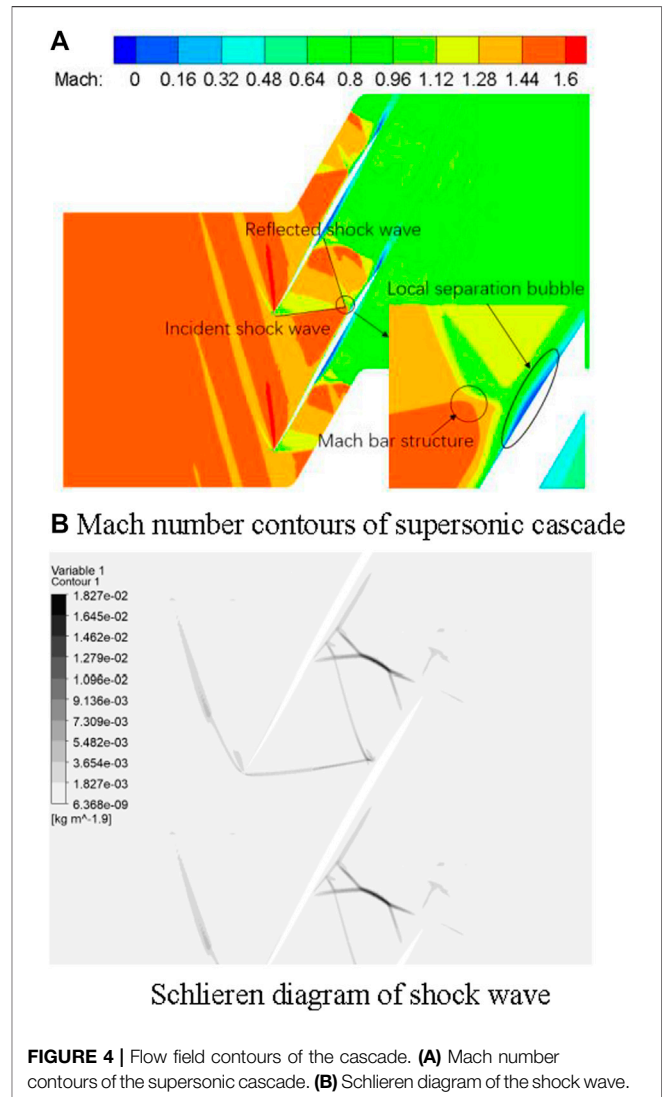 A
Mach: 0 0.16 0.32 0.48 0.64 0.8 0.96 1.12 1.28 1.44 1.6
Reflected shock wave
Local separation bubble
Incident shock wave
Mach bar structure
B Mach number contours of supersonic cascade
Variable 1
Contour 1
1.827e-02
1.645e-02
1.462e-02
1.279e-02
1.096e-02
9.136e-03
7.309e-03
5.482e-03
3.654e-03
1.827e-03
6.368e-09
[kg m^-1.9]
Schlieren diagram of shock wave
FIGURE 4 | Flow field contours of the cascade. (A) Mach number
contours of the supersonic cascade. (B) Schlieren diagram of the shock wave.